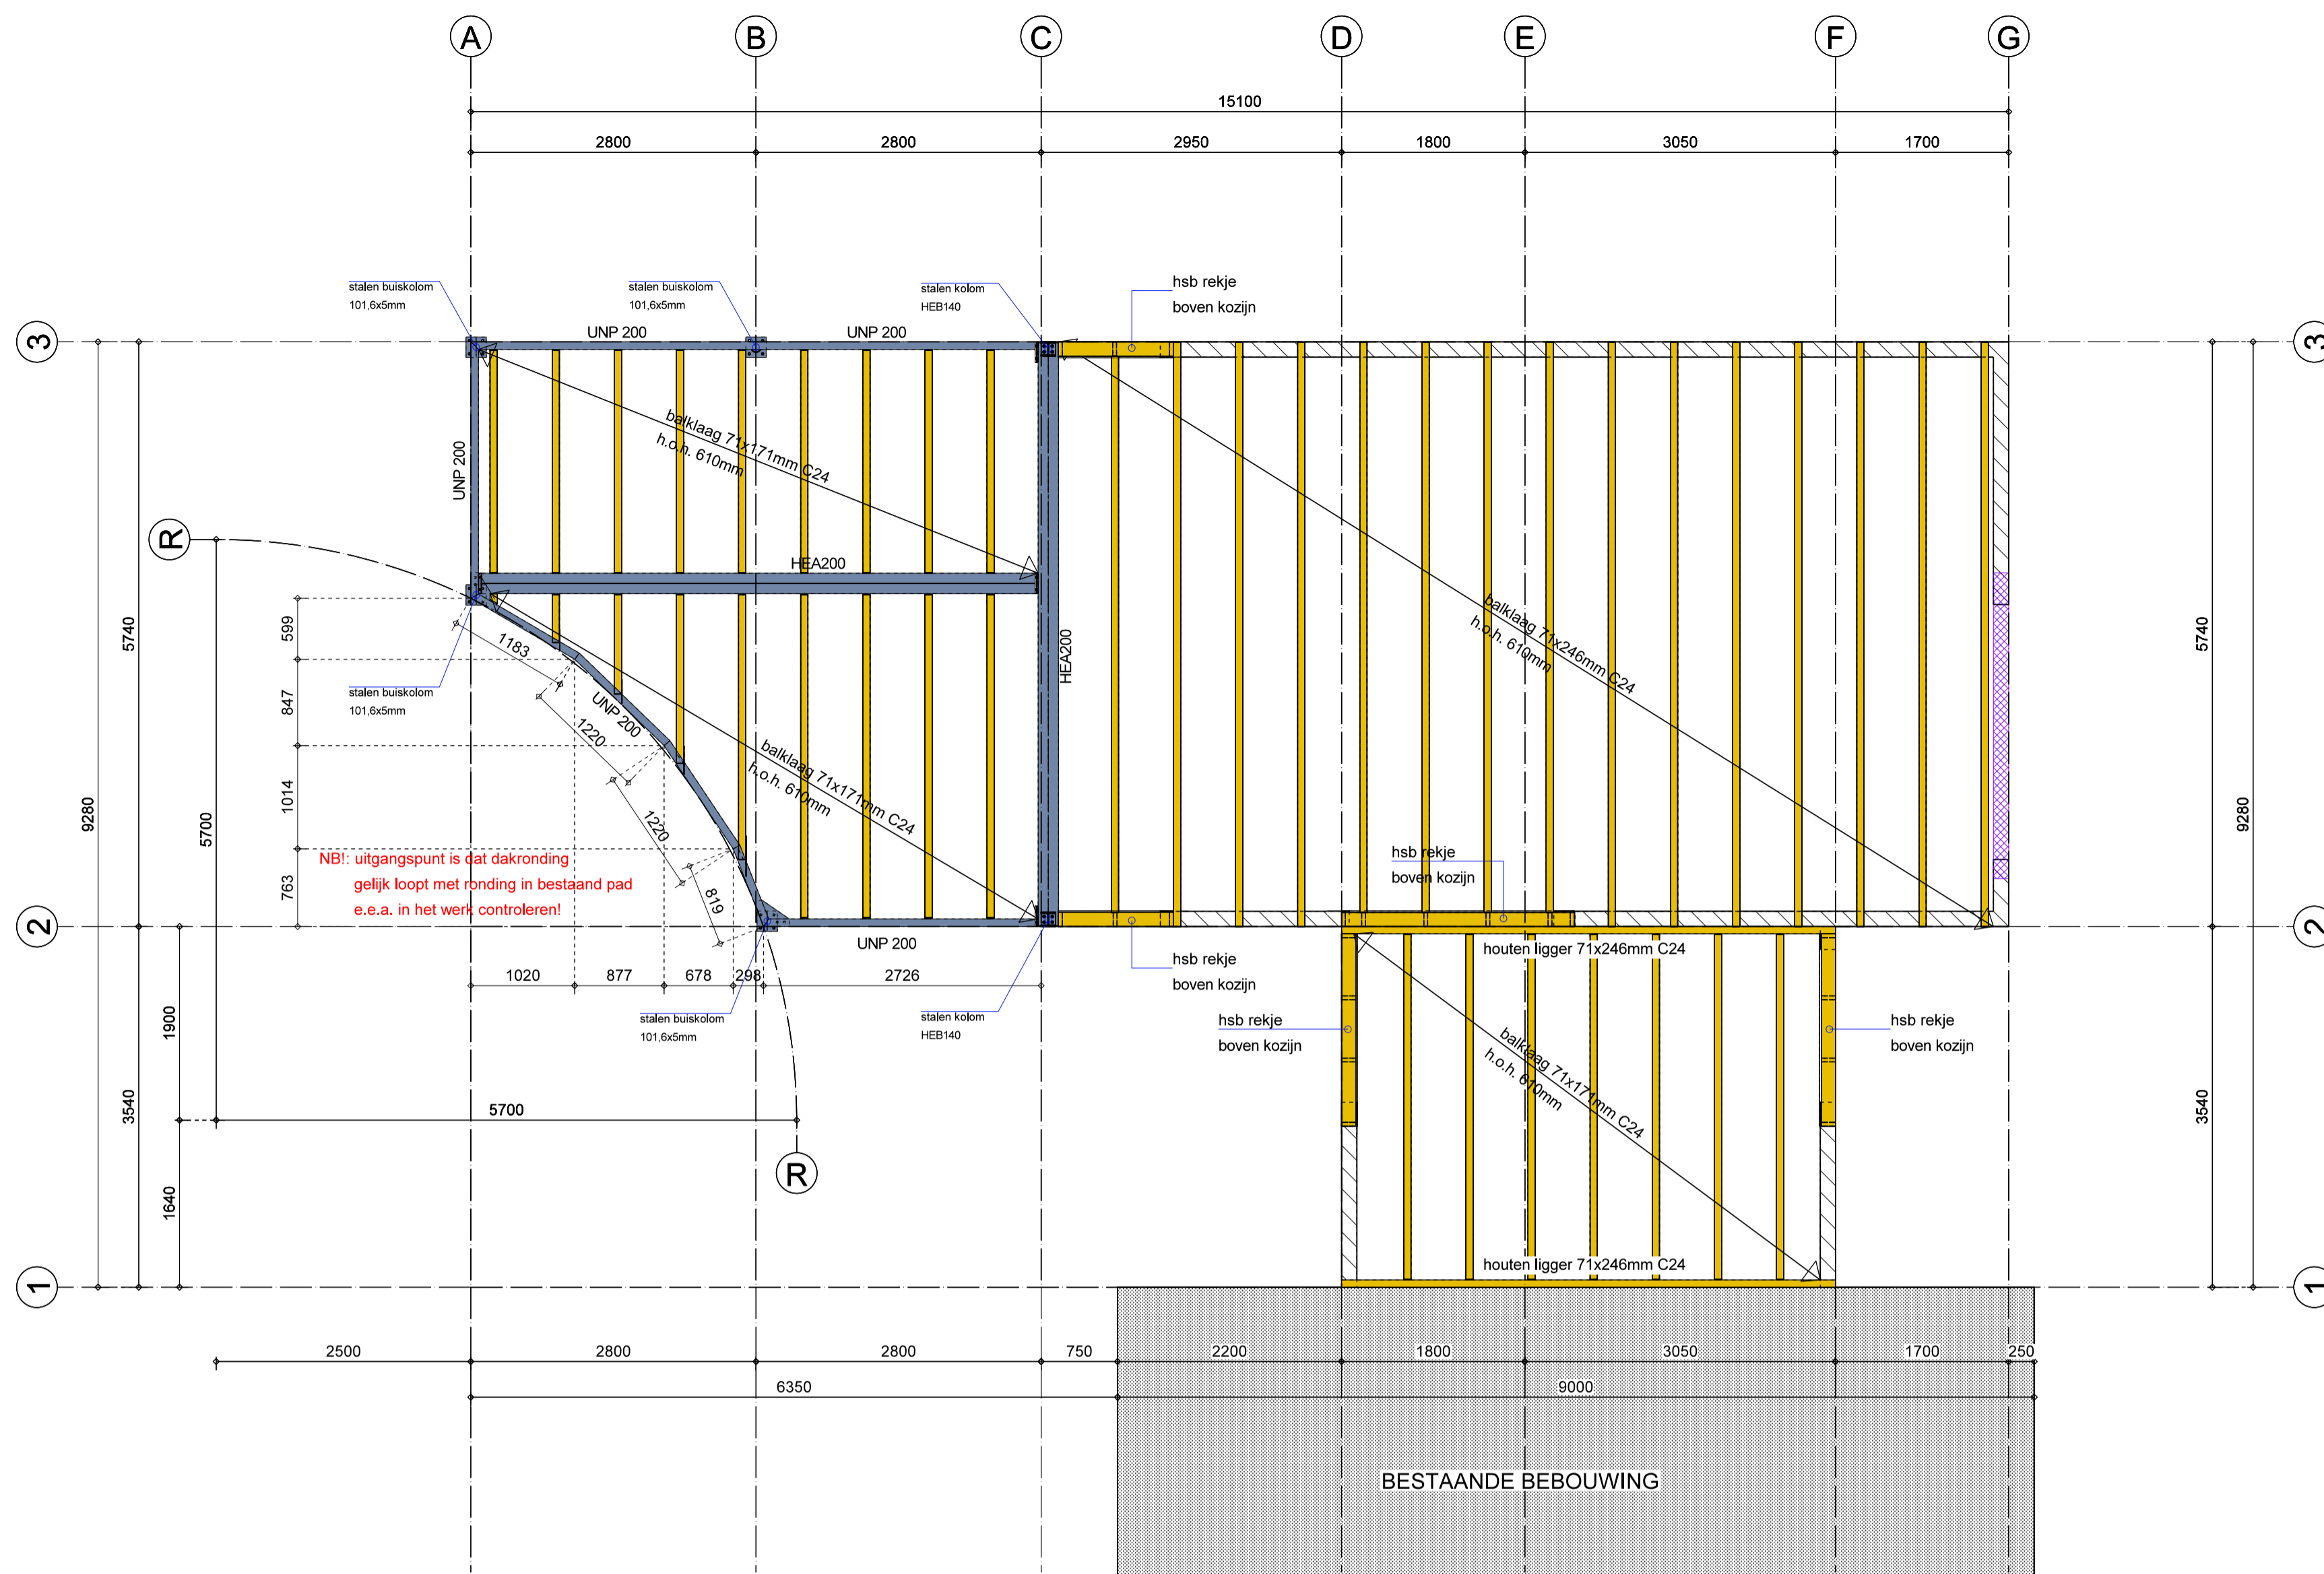 A
B
C
D
E
F
G
15100
2800
2800
2950
1800
3050
1700
stalen buiskolom
101,6x5mm
stalen buiskolom
101,6x5mm
stalen kolom
HEB140
hsb rekje
boven kozijn
3
3
UNP 200
UNP 200
UNP 200
balklaag 71x171mm C24
h.o.h. 610mm
HEA200
HEA200
R
599
847
1014
763
5740
9280
5700
1183
1220
1220
819
UNP 200
stalen buiskolom
101,6x5mm
balklaag 71x171mm C24
h.o.h. 610mm
balklaag 71x246mm C24
h.o.h. 610mm
5740
9280
NB!: uitgangspunt is dat dakronding
gelijk loopt met ronding in bestaand pad
e.e.a. in het werk controleren!
hsb rekje
boven kozijn
2
2
UNP 200
houten ligger 71x246mm C24
1020
877
678
298
2726
hsb rekje
boven kozijn
stalen buiskolom
101,6x5mm
stalen kolom
HEB140
hsb rekje
boven kozijn
hsb rekje
boven kozijn
balklaag 71x171mm C24
h.o.h. 610mm
1900
3540
1640
3540
5700
R
houten ligger 71x246mm C24
1
1
2500
2800
2800
750
2200
1800
3050
1700
250
6350
9000
BESTAANDE BEBOUWING